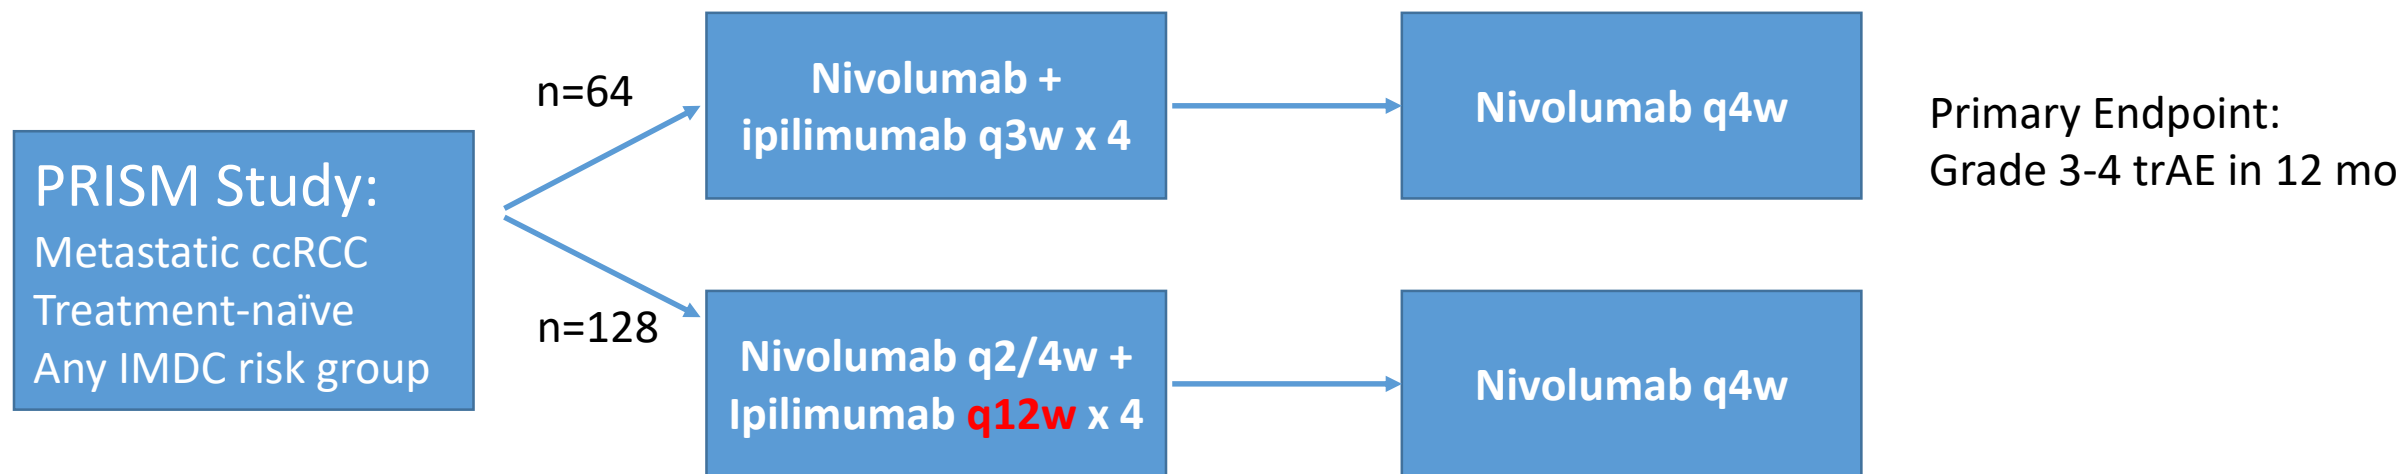 PRISM Study:
Metastatic ccRCC
Treatment-naïve
Any IMDC risk group
n=64
Nivolumab +
ipilimumab q3w x 4
Nivolumab q4w
Primary Endpoint:
Grade 3-4 trAE in 12 mo
n=128
Nivolumab q2/4w +
Ipilimumab q12w x 4
Nivolumab q4w